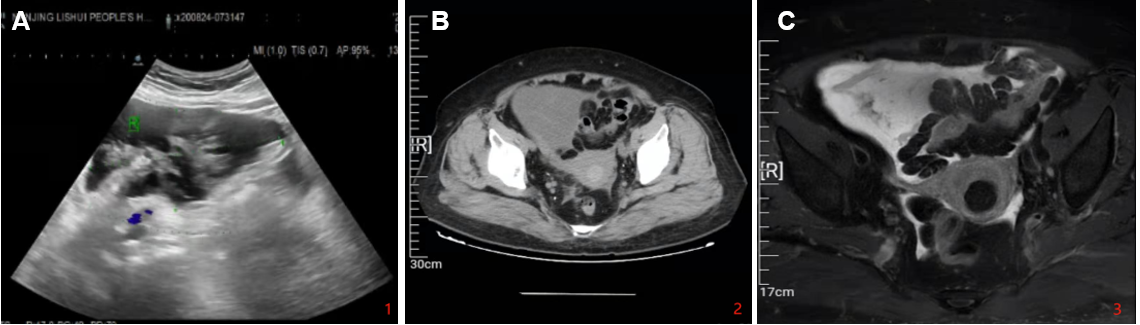 A
NANJING LISHUI PEOPLE'S H...
x200824-073147
MI (1.0) TIS (0.7) AP 95%
1
B
[R]
30cm
2
C
[R]
17cm
3